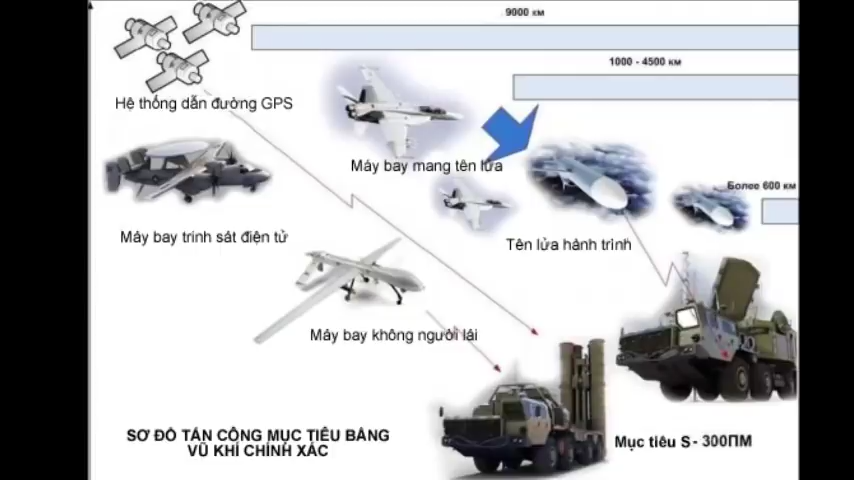 9000 км
1000 - 4500 км
Hệ thống dẫn đường GPS
Máy bay mang tên lửa
Более 600 км
Máy bay trinh sát điện tử
Tên lửa hành trình
Máy bay không người lái
SƠ ĐỒ TẤN CÔNG MỤC TIÊU BẰNG
VŨ KHÍ CHÍNH XÁC
Mục tiêu S- 300ПМ